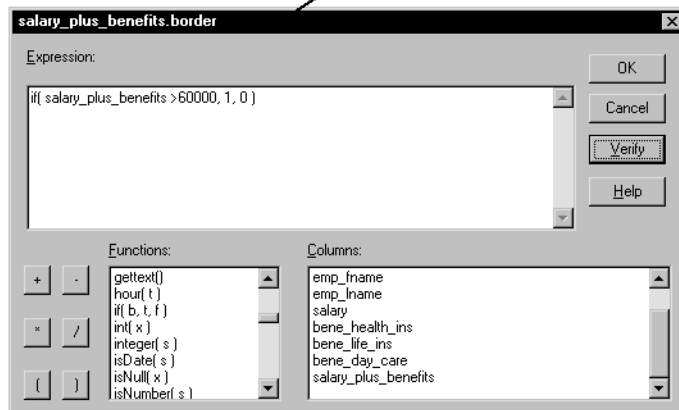 salary_plus_benefits.border
Expression:
if( salary_plus_benefits >60000, 1, 0 )
OK
Cancel
Verify
Help
Functions:
Columns:
+ -
* /
( )
gettext()
hour( t )
if( b, t, f )
int( x )
integer( s )
isDate( s )
isNull( x )
isNumber( s )
emp_fname
emp_lname
salary
bene_health_ins
bene_life_ins
bene_day_care
salary_plus_benefits